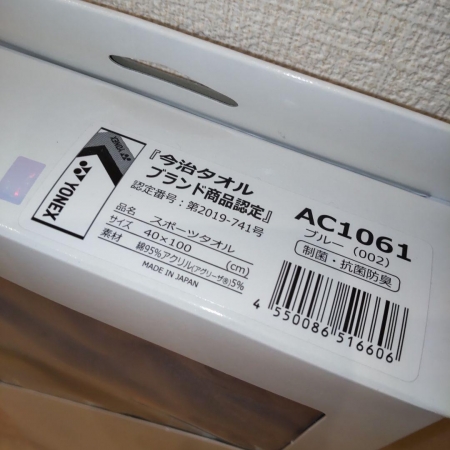 YONEX
YONEX
『今治タオル
ブランド商品認定』
認定番号：第2019-741号
品名 スポーツタオル
サイズ 40×100 (cm)
素材 綿95%アクリル(アグリーザ®)5%
MADE IN JAPAN
AC1061
ブルー（002）
制菌・抗菌防臭
4 550086 516606